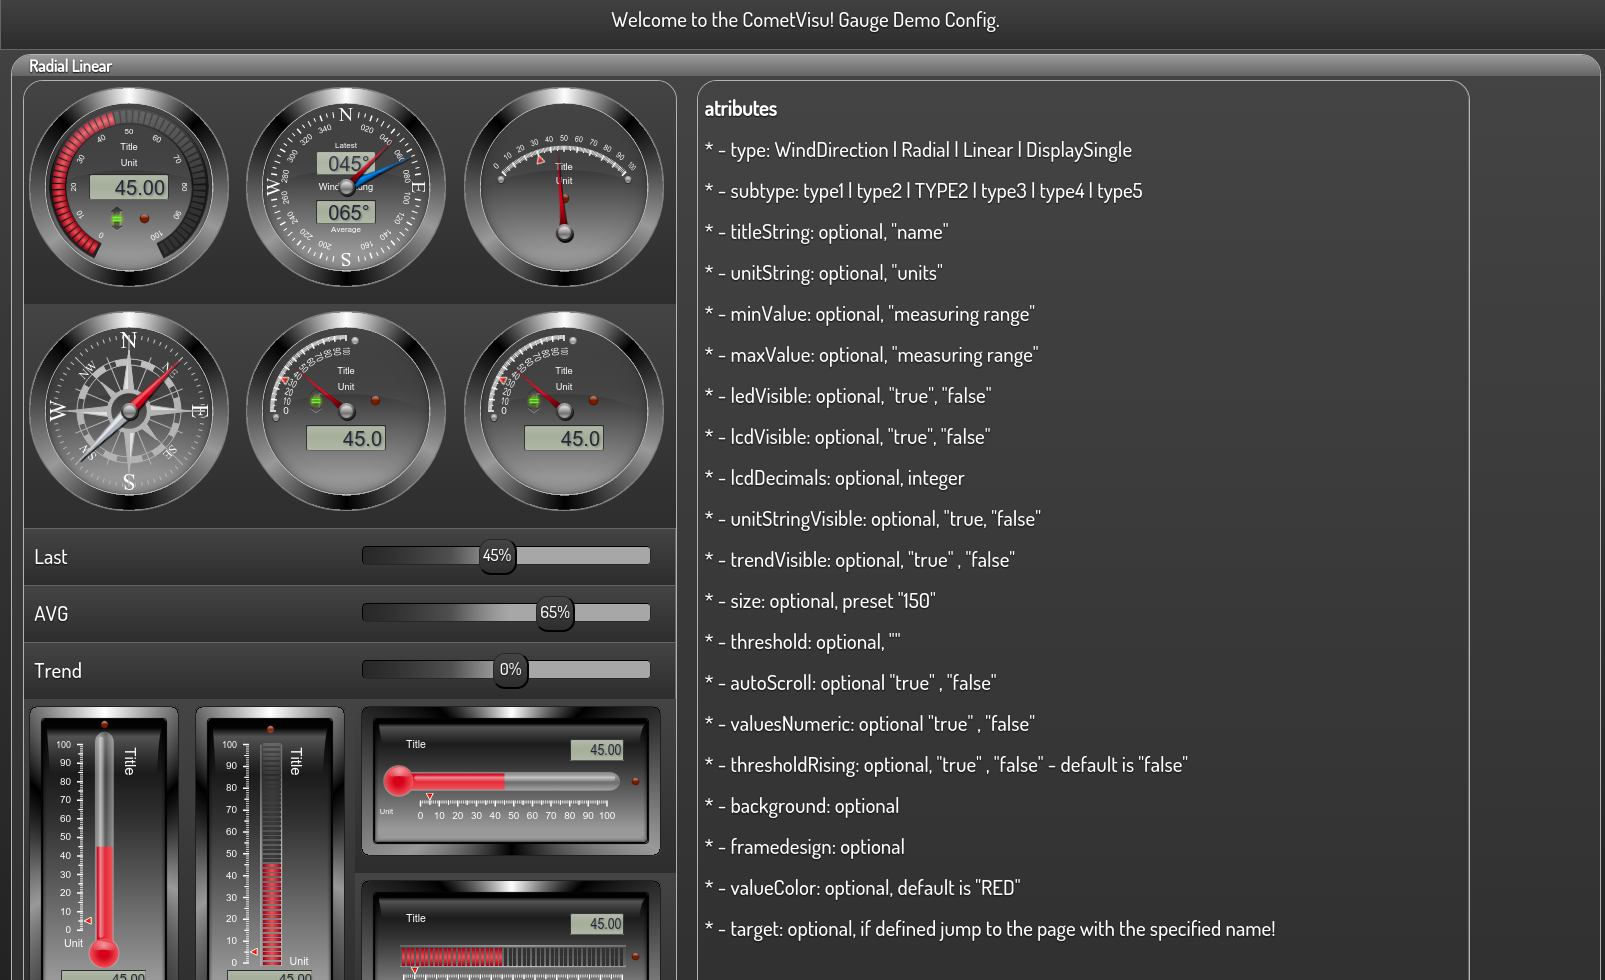 Welcome to the CometVisu! Gauge Demo Config.
Radial Linear
0 10 20 30 40 50 60 70 80 90 100
Title
Unit
45.00
N
E
S
W
020 040 060 080 100 120 140 160 200 220 240 260 280 300 320 340
Latest
045°
065°
Average
0 10 20 30 40 50 60 70 80 90 100
Title
Unit
N
E
SE
S
W
NW
Title
Unit
45.0
Title
Unit
45.0
Last
45%
AVG
65%
Trend
0%
100
90
80
70
60
50
40
30
20
10
0
Title
Unit
45.00
100
90
80
70
60
50
40
30
20
10
0
Title
Unit
45.00
Title
45.00
Unit
0 10 20 30 40 50 60 70 80 90 100
Title
45.00
atributes
* - type: WindDirection | Radial | Linear | DisplaySingle
* - subtype: type1 | type2 | TYPE2 | type3 | type4 | type5
* - titleString: optional, "name"
* - unitString: optional, "units"
* - minValue: optional, "measuring range"
* - maxValue: optional, "measuring range"
* - ledVisible: optional, "true", "false"
* - lcdVisible: optional, "true", "false"
* - lcdDecimals: optional, integer
* - unitStringVisible: optional, "true, "false"
* - trendVisible: optional, "true" , "false"
* - size: optional, preset "150"
* - threshold: optional, ""
* - autoScroll: optional "true" , "false"
* - valuesNumeric: optional "true" , "false"
* - thresholdRising: optional, "true" , "false" - default is "false"
* - background: optional
* - framedesign: optional
* - valueColor: optional, default is "RED"
* - target: optional, if defined jump to the page with the specified name!